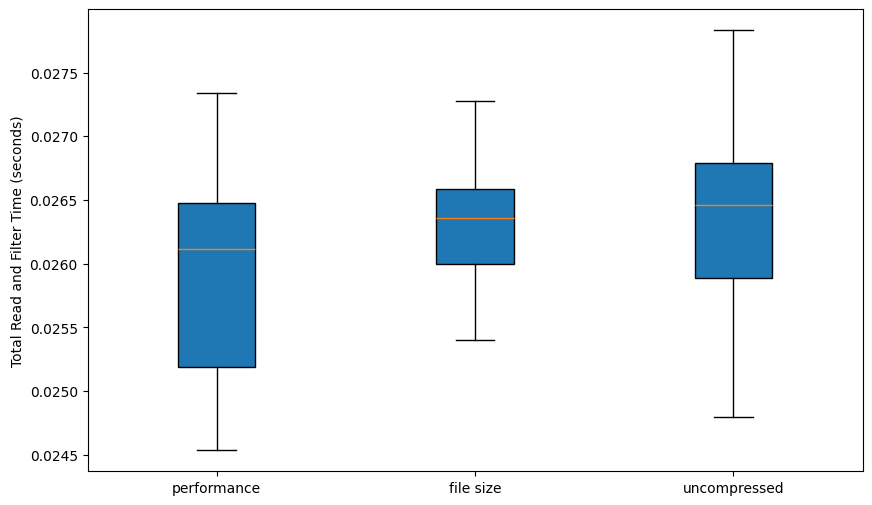 Total Read and Filter Time (seconds)
0.0275
0.0270
0.0265
0.0260
0.0255
0.0250
0.0245
performance
file size
uncompressed